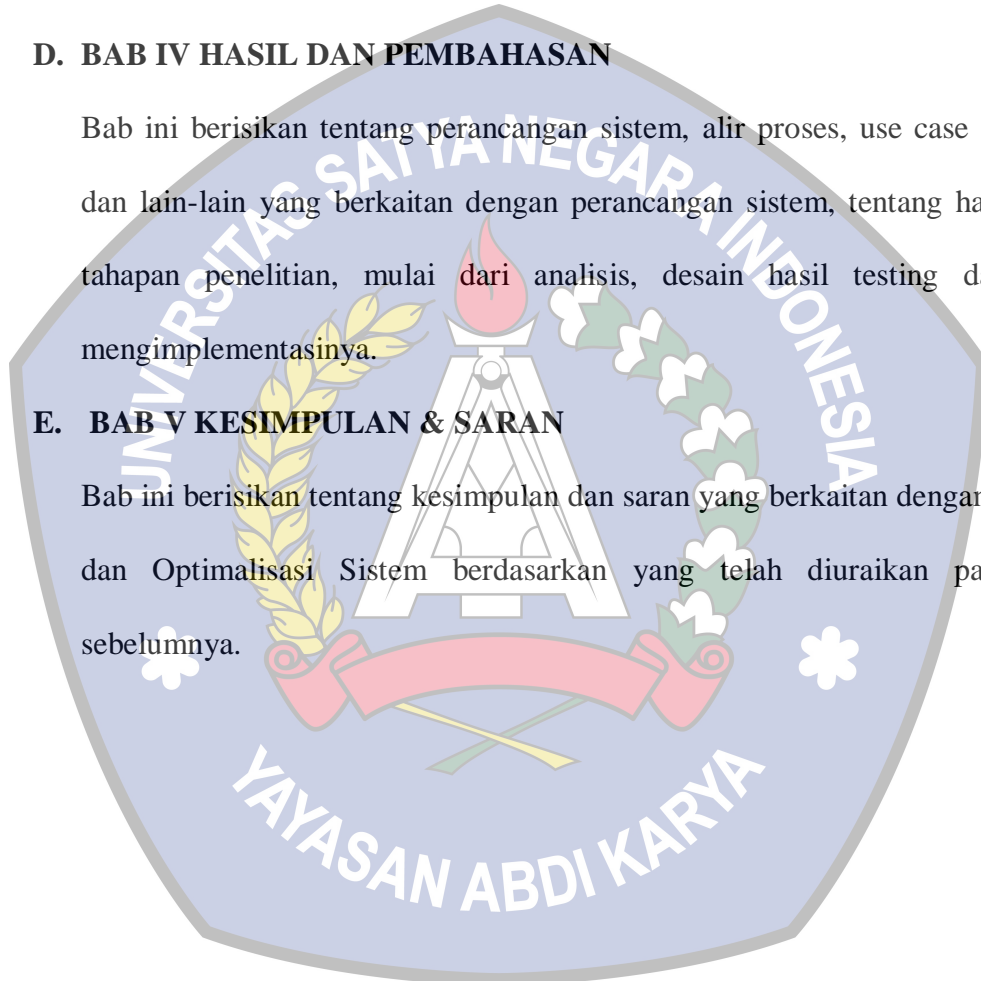 D. BAB IV HASIL DAN PEMBAHASAN
Bab ini berisikan tentang perancangan sistem, alir proses, use case
dan lain-lain yang berkaitan dengan perancangan sistem, tentang
tahapan penelitian, mulai dari analisis, desain hasil testing
mengimplementasinya.
E. BAB V KESIMPULAN & SARAN
Bab ini berisikan tentang kesimpulan dan saran yang berkaitan dengan
dan Optimalisasi Sistem berdasarkan yang telah diuraikan
sebelumnya.
UNIVERSITAS SATYA NEGARA INDONESIA
YAYASAN ABDI KARYA